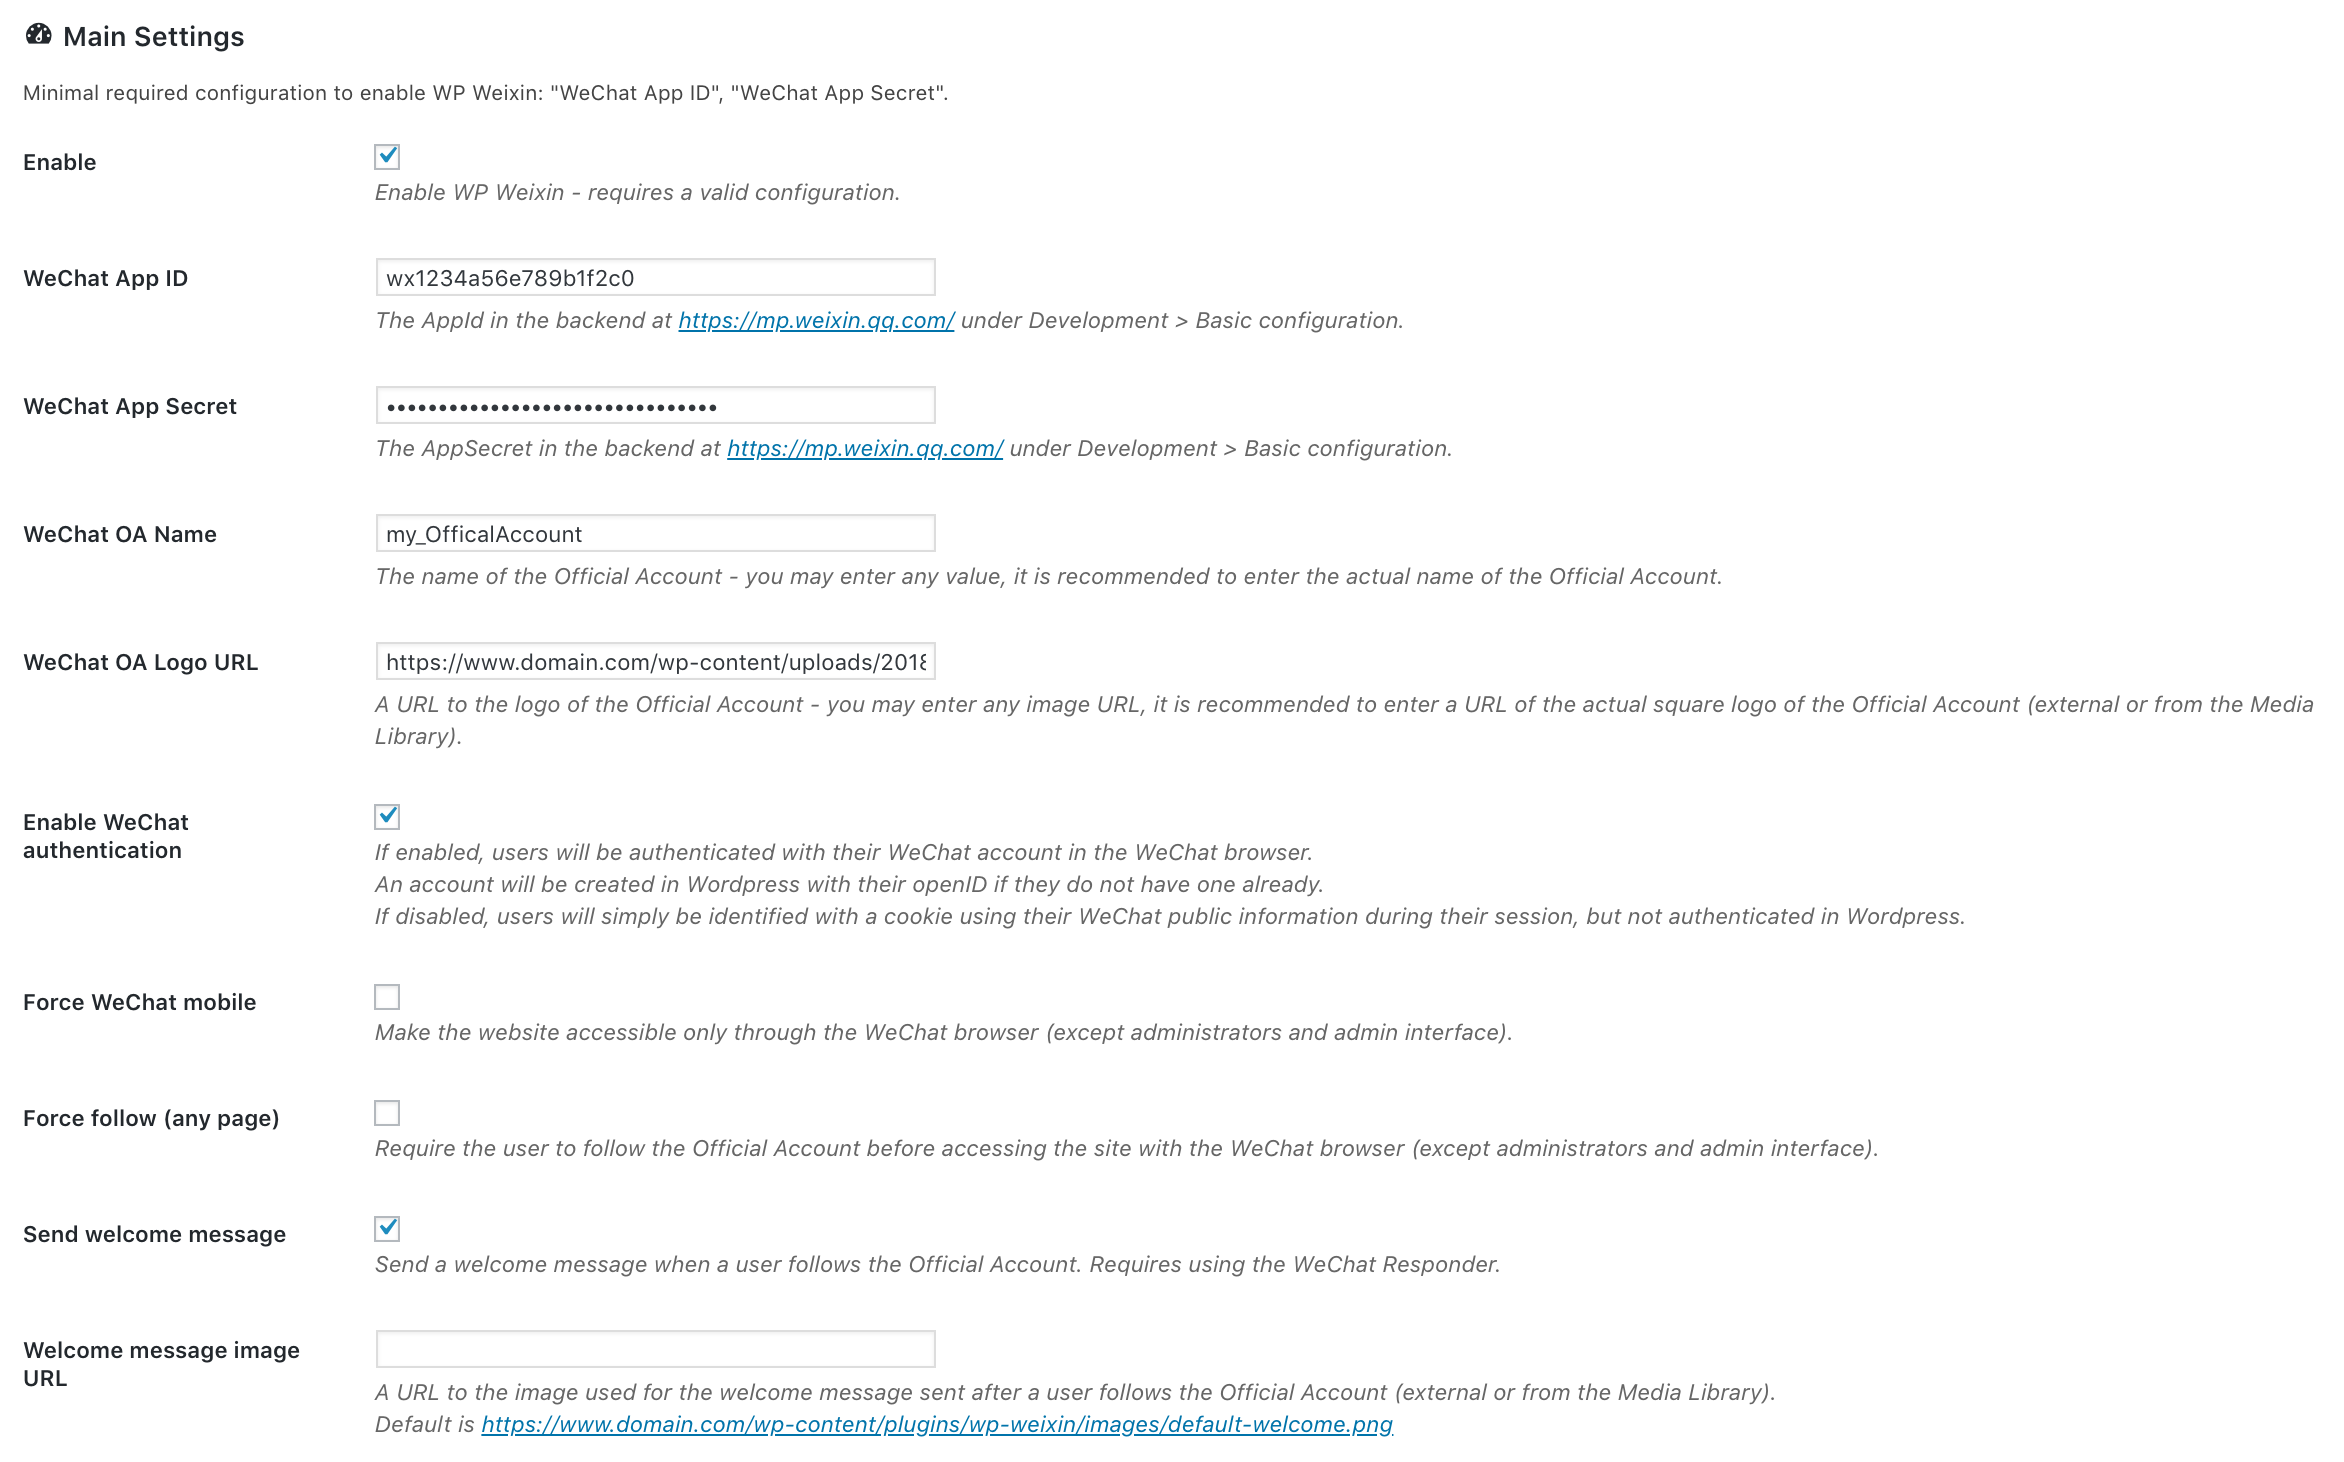 Main Settings
Minimal required configuration to enable WP Weixin: "WeChat App ID", "WeChat App Secret".
Enable
Enable WP Weixin - requires a valid configuration.
WeChat App ID
wx1234a56e789b1f2c0
The AppId in the backend at https://mp.weixin.qq.com/ under Development > Basic configuration.
WeChat App Secret
••••••••••••••••••••••••••••••••
The AppSecret in the backend at https://mp.weixin.qq.com/ under Development > Basic configuration.
WeChat OA Name
my_OfficalAccount
The name of the Official Account - you may enter any value, it is recommended to enter the actual name of the Official Account.
WeChat OA Logo URL
https://www.domain.com/wp-content/uploads/2018
A URL to the logo of the Official Account - you may enter any image URL, it is recommended to enter a URL of the actual square logo of the Official Account (external or from the Media
Library).
Enable WeChat
authentication
If enabled, users will be authenticated with their WeChat account in the WeChat browser.
An account will be created in Wordpress with their openID if they do not have one already.
If disabled, users will simply be identified with a cookie using their WeChat public information during their session, but not authenticated in Wordpress.
Force WeChat mobile
Make the website accessible only through the WeChat browser (except administrators and admin interface).
Force follow (any page)
Require the user to follow the Official Account before accessing the site with the WeChat browser (except administrators and admin interface).
Send welcome message
Send a welcome message when a user follows the Official Account. Requires using the WeChat Responder.
Welcome message image
URL
A URL to the image used for the welcome message sent after a user follows the Official Account (external or from the Media Library).
Default is https://www.domain.com/wp-content/plugins/wp-weixin/images/default-welcome.png